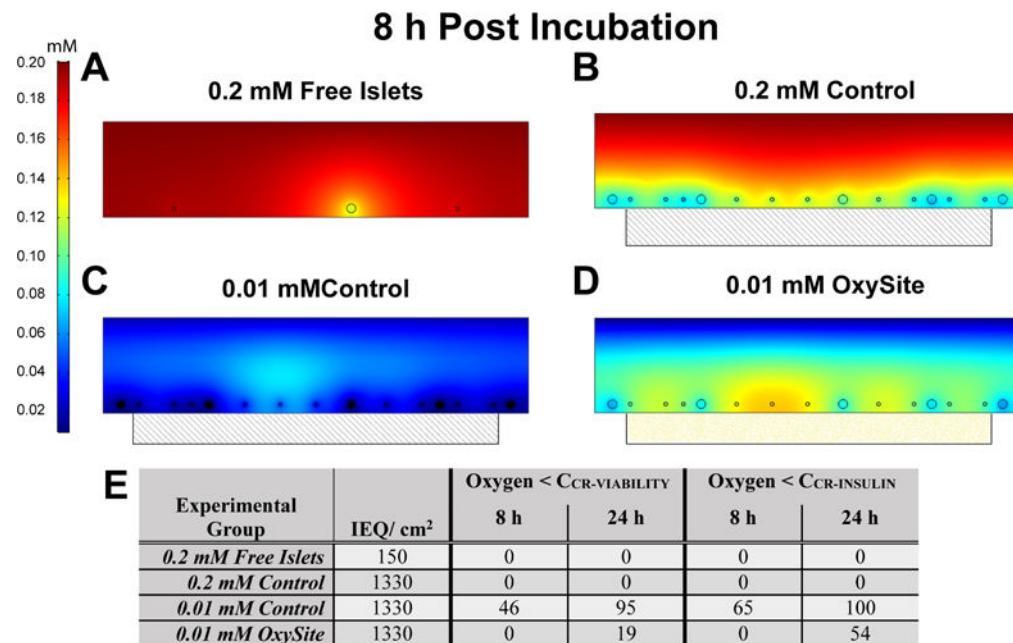 8 h Post Incubation
mM
0.20
0.18
0.16
0.14
0.12
0.10
0.08
0.06
0.04
0.02
A
0.2 mM Free Islets
B
0.2 mM Control
C
0.01 mMControl
D
0.01 mM OxySite
E
Experimental Group IEQ/ cm² Oxygen < CCR-VIABILITY Oxygen < CCR-INSULIN
8 h 24 h 8 h 24 h
0.2 mM Free Islets 150 0 0 0 0
0.2 mM Control 1330 0 0 0 0
0.01 mM Control 1330 46 95 65 100
0.01 mM OxySite 1330 0 19 0 54